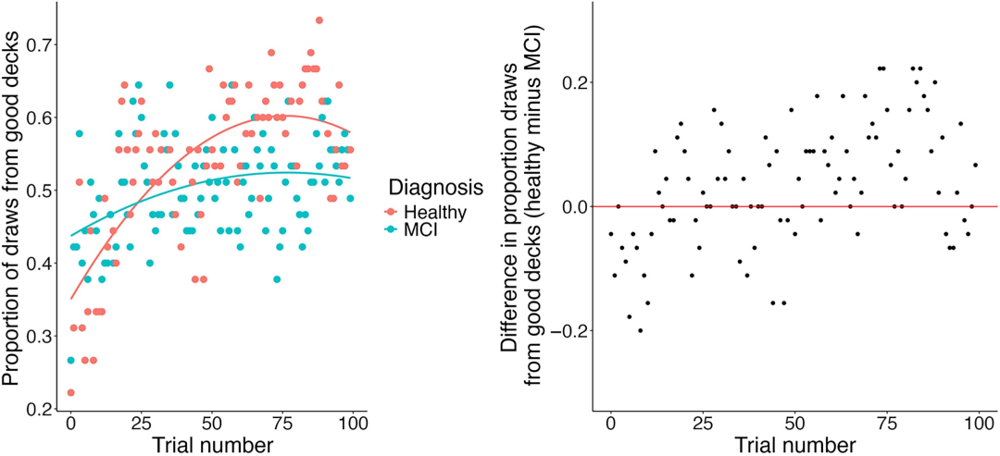 Proportion of draws from good decks
0.7
0.6
0.5
0.4
0.3
0.2
0
25
50
75
100
Trial number
Diagnosis
Healthy
MCI
Difference in proportion draws
from good decks (healthy minus MCI)
0.2
0.0
−0.2
0
25
50
75
100
Trial number